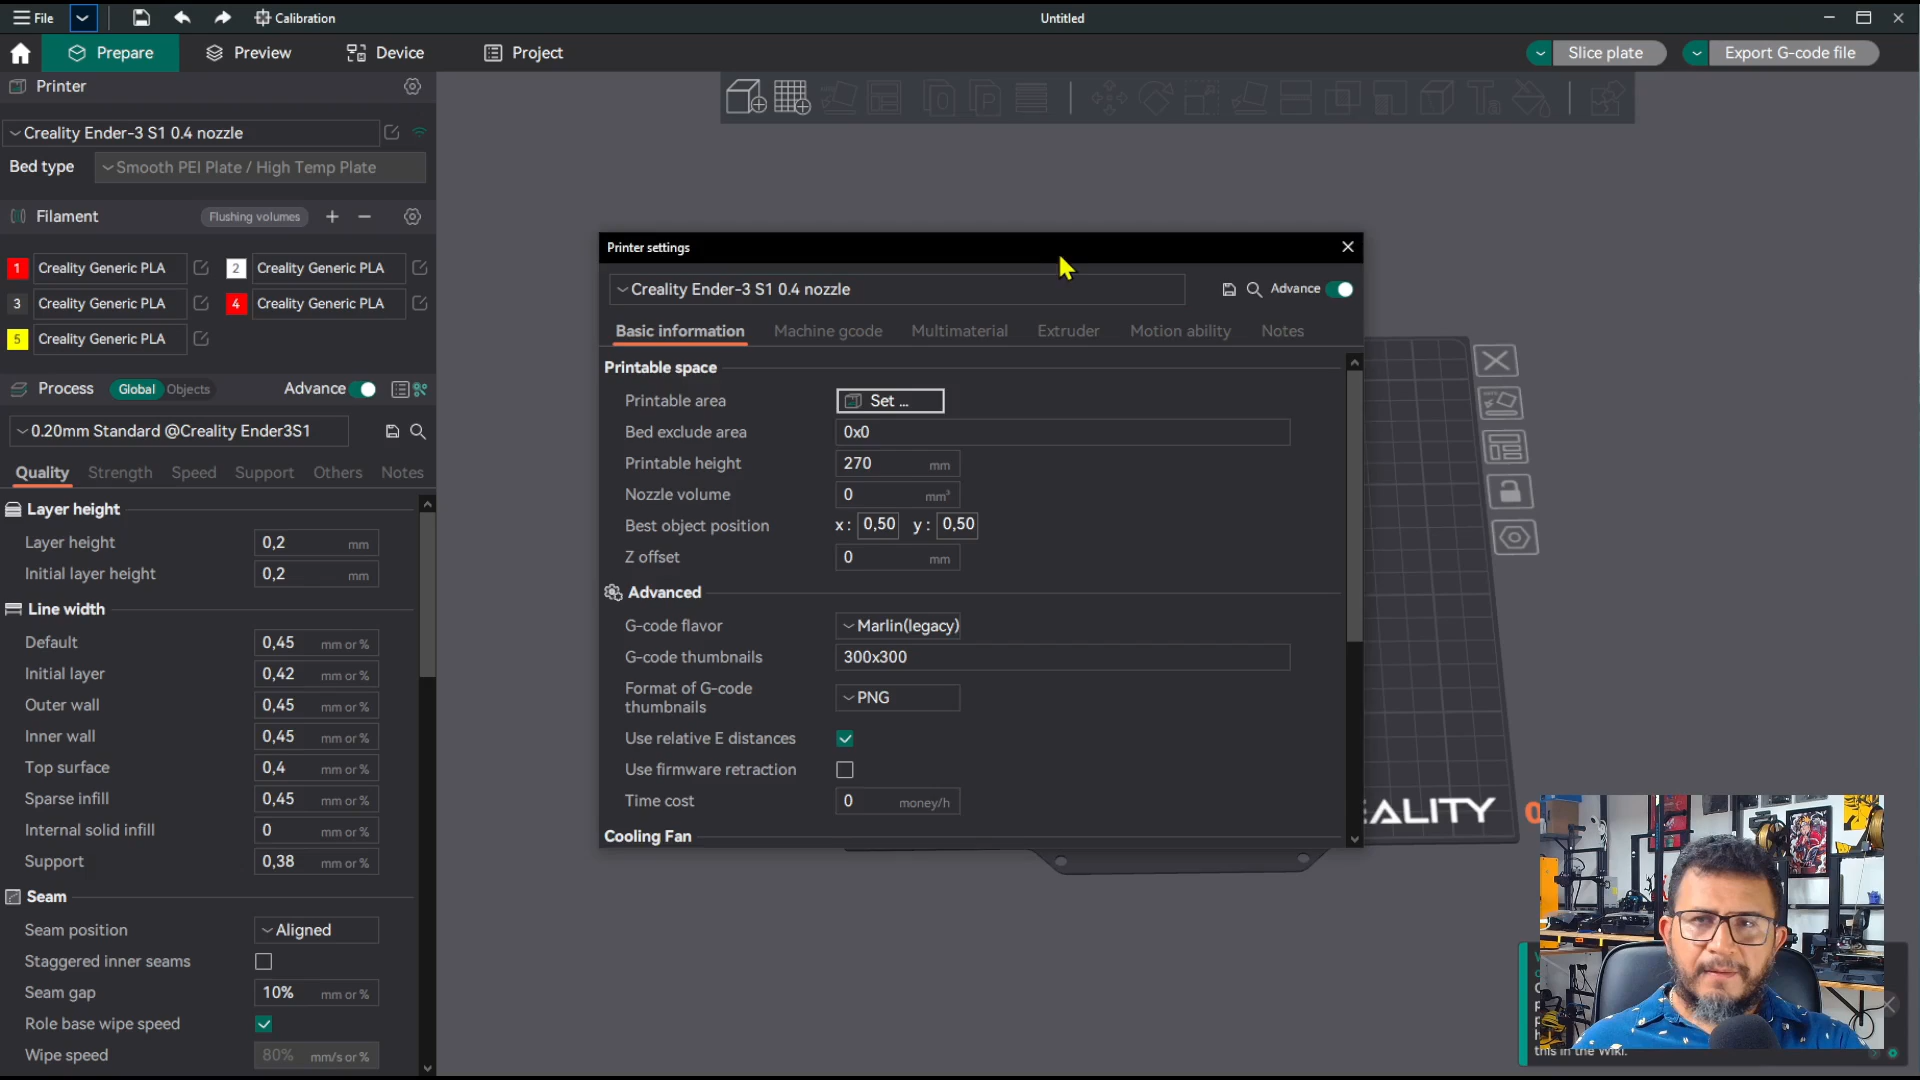 File
Calibration
Untitled
Prepare
Preview
Device
Project
Slice plate
Export G-code file
Printer
Creality Ender-3 S1 0.4 nozzle
Bed type
Smooth PEI Plate / High Temp Plate
Filament
Flushing volumes
1 Creality Generic PLA
2 Creality Generic PLA
3 Creality Generic PLA
4 Creality Generic PLA
5 Creality Generic PLA
Process
Global
Objects
Advance
0.20mm Standard @Creality Ender3S1
Quality
Strength
Speed
Support
Others
Notes
Layer height
Layer height 0,2 mm
Initial layer height 0,2 mm
Line width
Default 0,45 mm or %
Initial layer 0,42 mm or %
Outer wall 0,45 mm or %
Inner wall 0,45 mm or %
Top surface 0,4 mm or %
Sparse infill 0,45 mm or %
Internal solid infill 0 mm or %
Support 0,38 mm or %
Seam
Seam position Aligned
Staggered inner seams
Seam gap 10% mm or %
Role base wipe speed
Wipe speed 80% mm/s or %
Printer settings
Creality Ender-3 S1 0.4 nozzle
Advance
Basic information
Machine gcode
Multimaterial
Extruder
Motion ability
Notes
Printable space
Printable area Set ...
Bed exclude area 0x0
Printable height 270 mm
Nozzle volume 0 mm³
Best object position x : 0,50 y : 0,50
Z offset 0 mm
Advanced
G-code flavor Marlin(legacy)
G-code thumbnails 300x300
Format of G-code
thumbnails
PNG
Use relative E distances
Use firmware retraction
Time cost 0 money/h
Cooling Fan
EALITY
this in the Wiki.